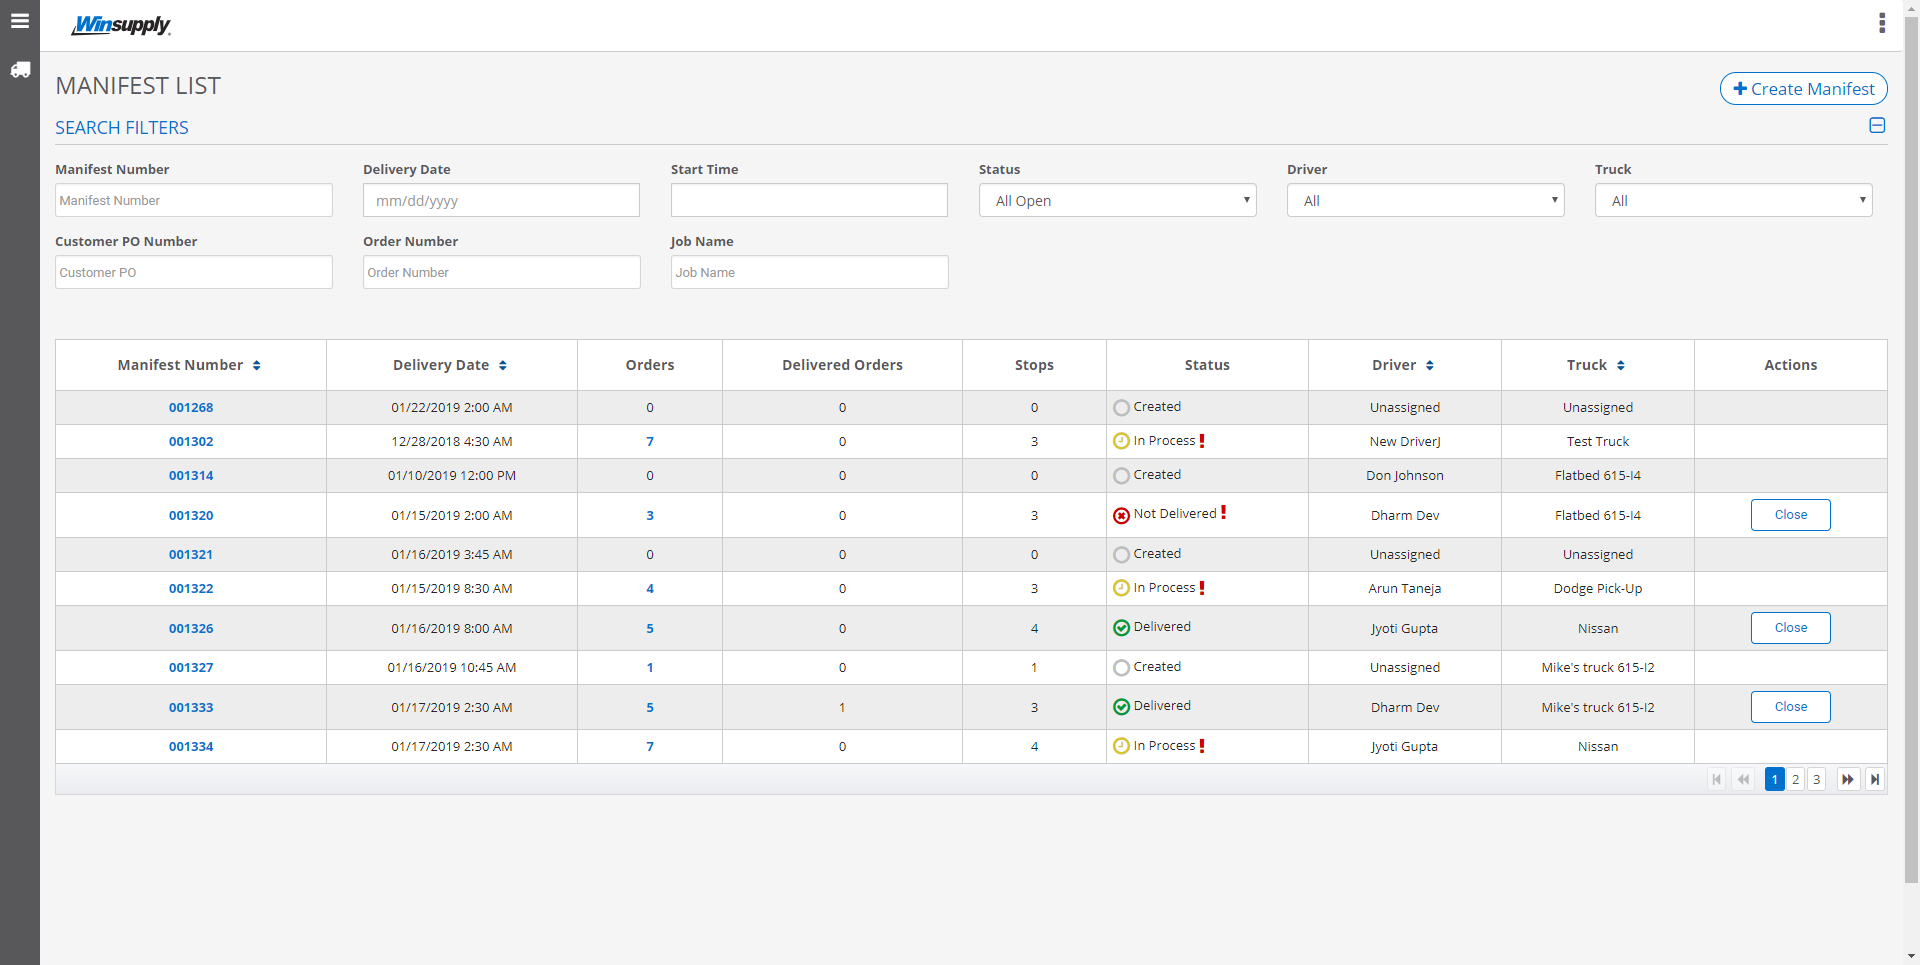 Winsupply
MANIFEST LIST
Create Manifest
SEARCH FILTERS
Manifest Number Delivery Date Start Time Status Driver Truck
Manifest Number mm/dd/yyyy All Open All All
Customer PO Number Order Number Job Name
Customer PO Order Number Job Name
Manifest Number Delivery Date Orders Delivered Orders Stops Status Driver Truck Actions
001268 01/22/2019 2:00 AM 0 0 0 Created Unassigned Unassigned
001302 12/28/2018 4:30 AM 7 0 3 In Process ! New DriverJ Test Truck
001314 01/10/2019 12:00 PM 0 0 0 Created Don Johnson Flatbed 615-I4
001320 01/15/2019 2:00 AM 3 0 3 Not Delivered ! Dharm Dev Flatbed 615-I4 Close
001321 01/16/2019 3:45 AM 0 0 0 Created Unassigned Unassigned
001322 01/15/2019 8:30 AM 4 0 3 In Process ! Arun Taneja Dodge Pick-Up
001326 01/16/2019 8:00 AM 5 0 4 Delivered Jyoti Gupta Nissan Close
001327 01/16/2019 10:45 AM 1 0 1 Created Unassigned Mike's truck 615-I2
001333 01/17/2019 2:30 AM 5 1 3 Delivered Dharm Dev Mike's truck 615-I2 Close
001334 01/17/2019 2:30 AM 7 0 4 In Process ! Jyoti Gupta Nissan
1 2 3